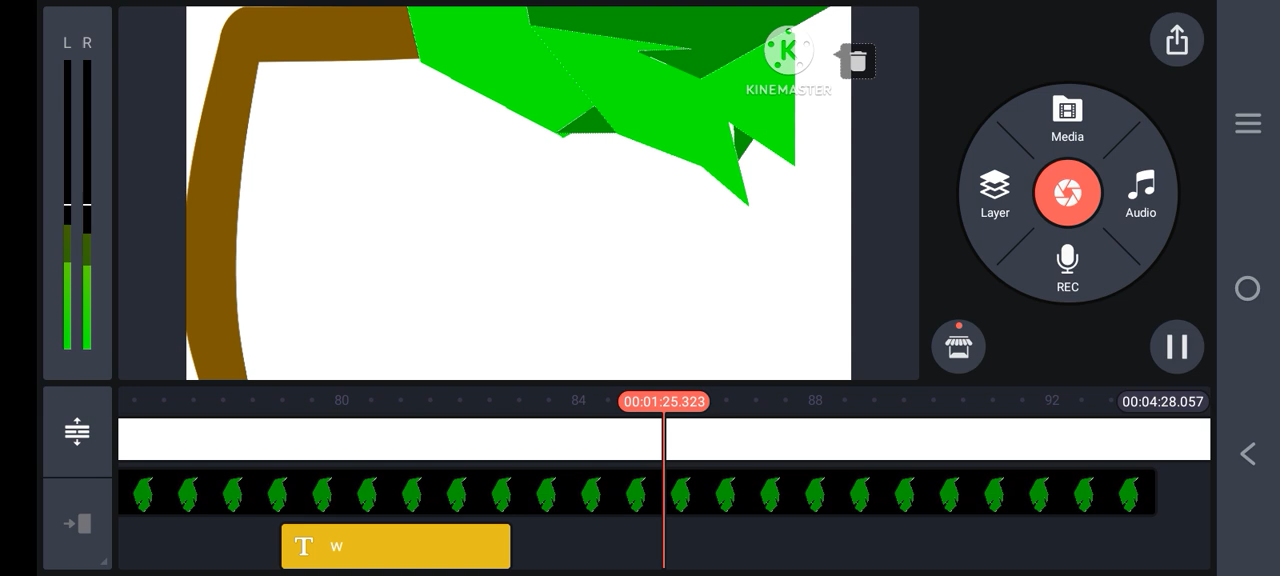 L R
KINEMASTER
Media
Layer
Audio
REC
80
84
00:01:25.323
88
92
00:04:28.057
T w